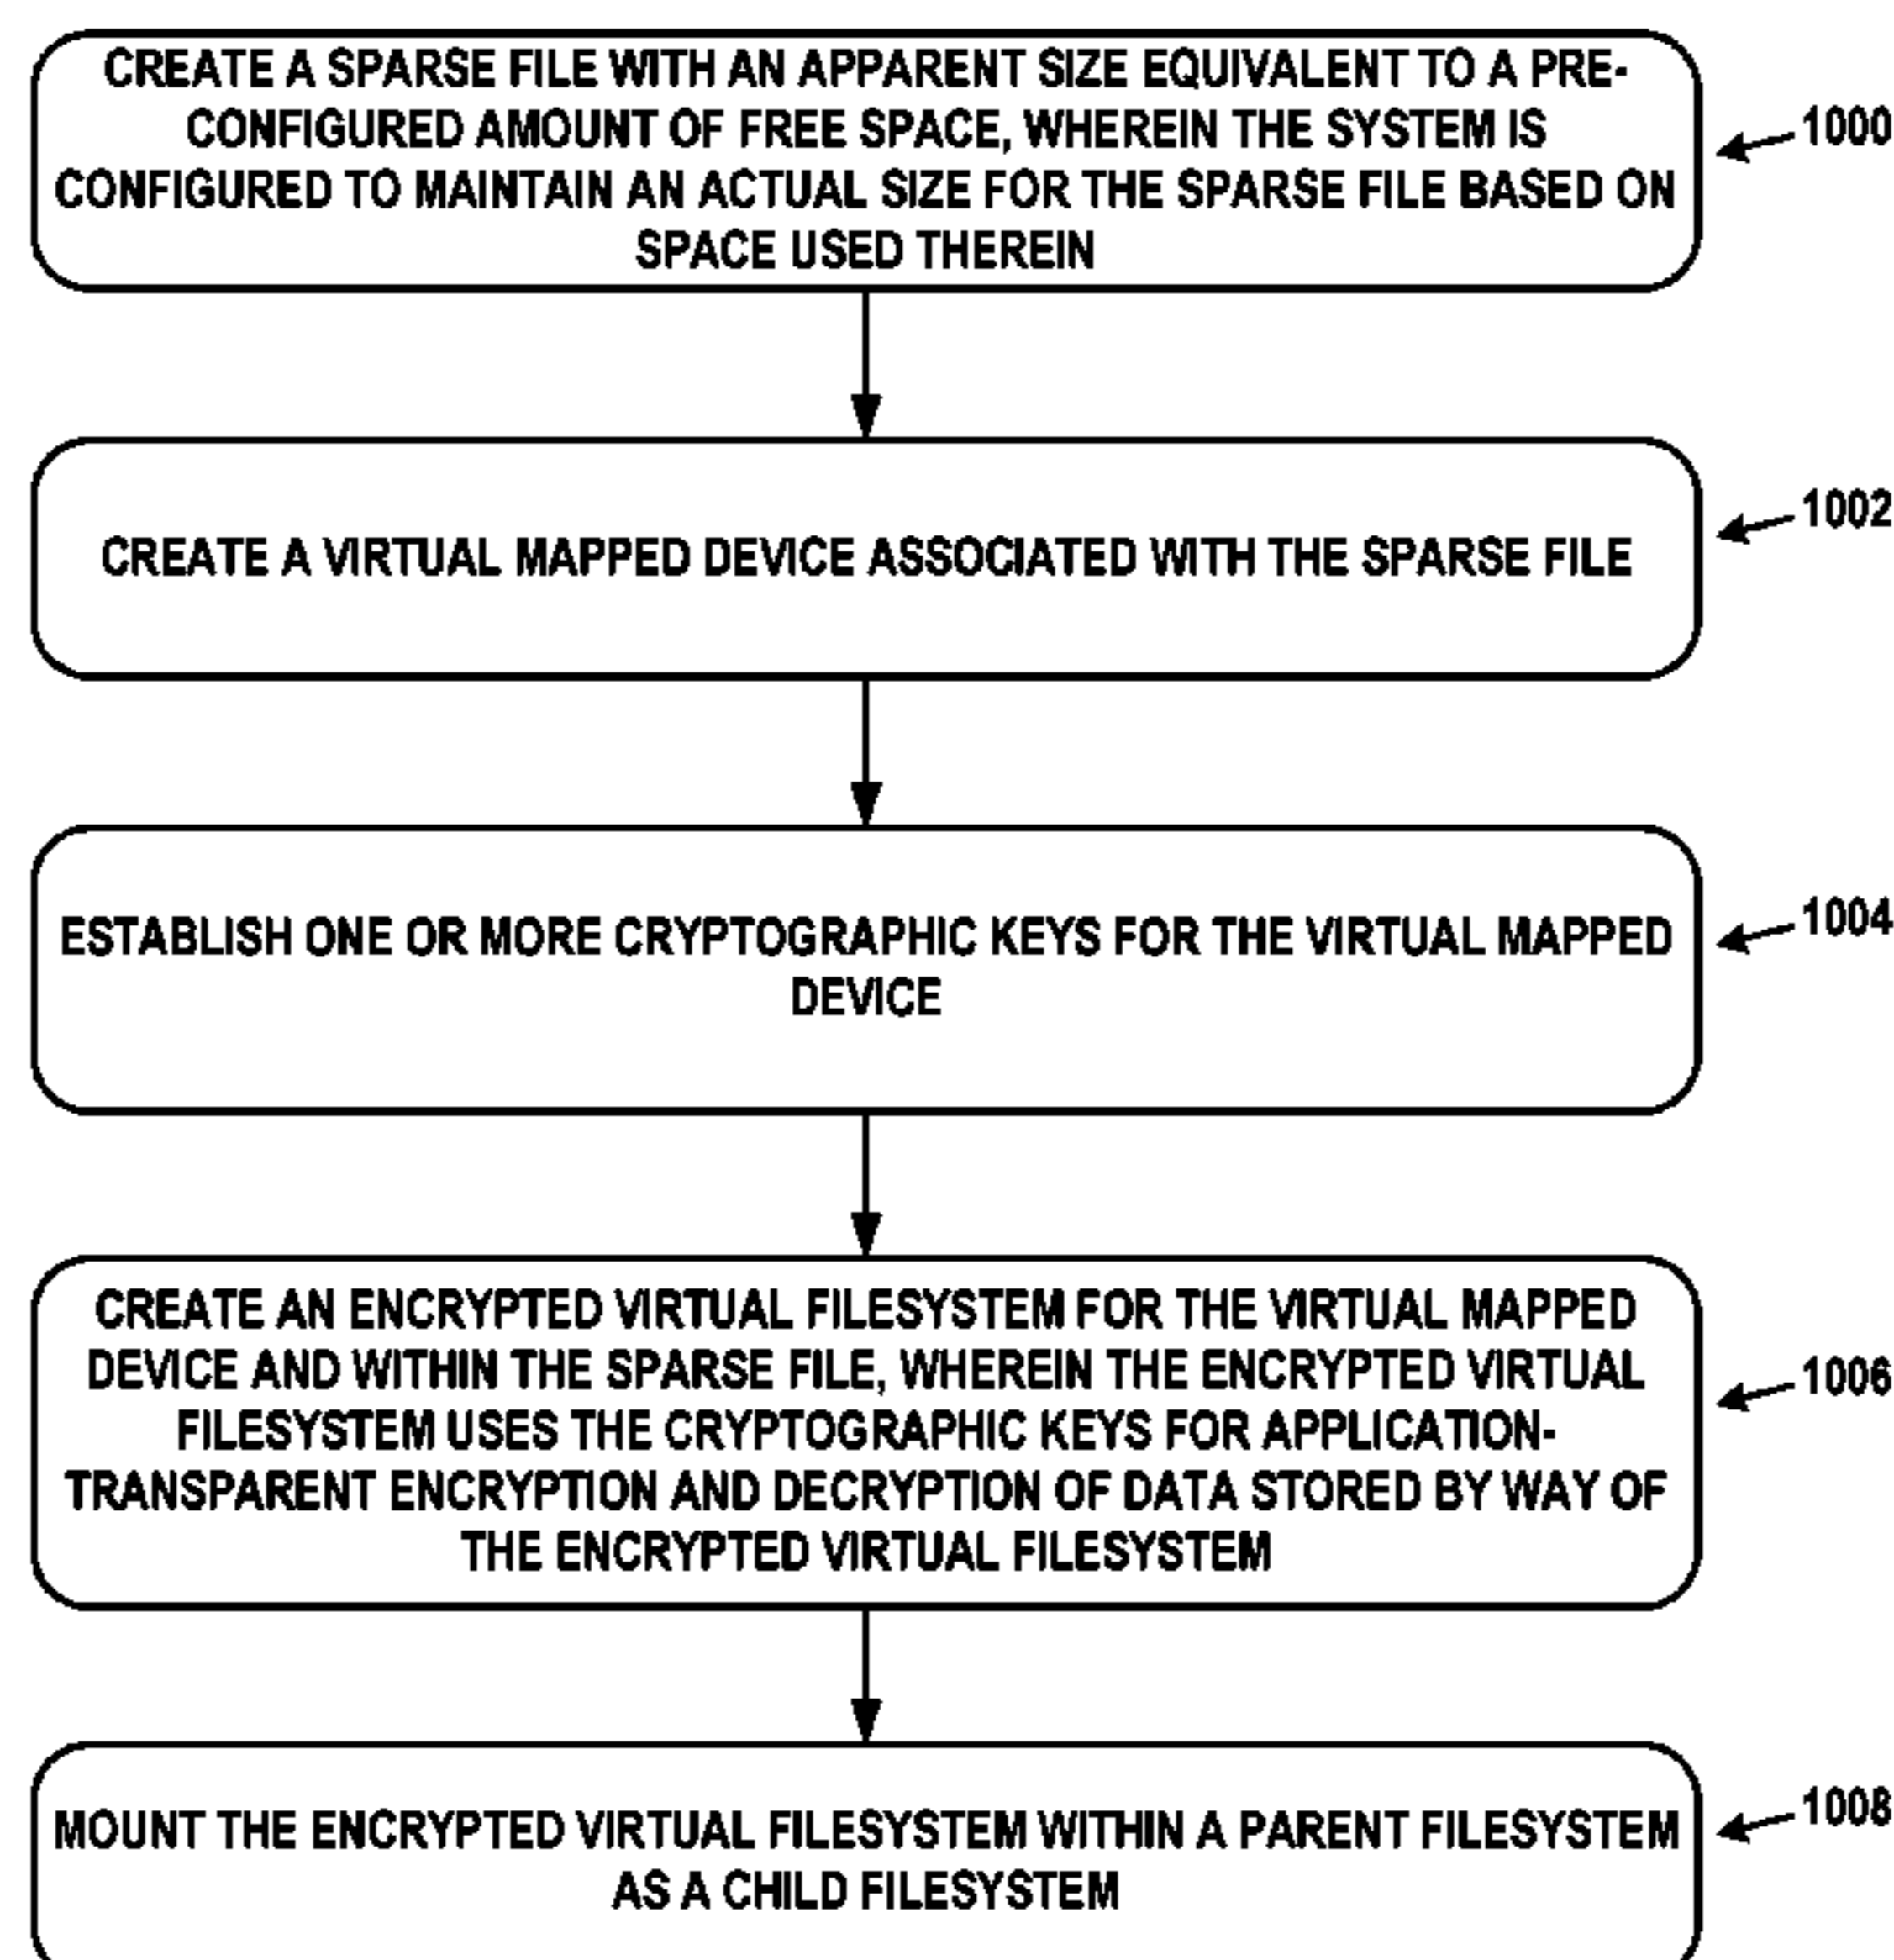 CREATE A SPARSE FILE WITH AN APPARENT SIZE EQUIVALENT TO A PRE-
CONFIGURED AMOUNT OF FREE SPACE, WHEREIN THE SYSTEM IS
CONFIGURED TO MAINTAIN AN ACTUAL SIZE FOR THE SPARSE FILE BASED ON
SPACE USED THEREIN
1000
CREATE A VIRTUAL MAPPED DEVICE ASSOCIATED WITH THE SPARSE FILE
1002
ESTABLISH ONE OR MORE CRYPTOGRAPHIC KEYS FOR THE VIRTUAL MAPPED
DEVICE
1004
CREATE AN ENCRYPTED VIRTUAL FILESYSTEM FOR THE VIRTUAL MAPPED
DEVICE AND WITHIN THE SPARSE FILE, WHEREIN THE ENCRYPTED VIRTUAL
FILESYSTEM USES THE CRYPTOGRAPHIC KEYS FOR APPLICATION-
TRANSPARENT ENCRYPTION AND DECRYPTION OF DATA STORED BY WAY OF
THE ENCRYPTED VIRTUAL FILESYSTEM
1006
MOUNT THE ENCRYPTED VIRTUAL FILESYSTEM WITHIN A PARENT FILESYSTEM
AS A CHILD FILESYSTEM
1008